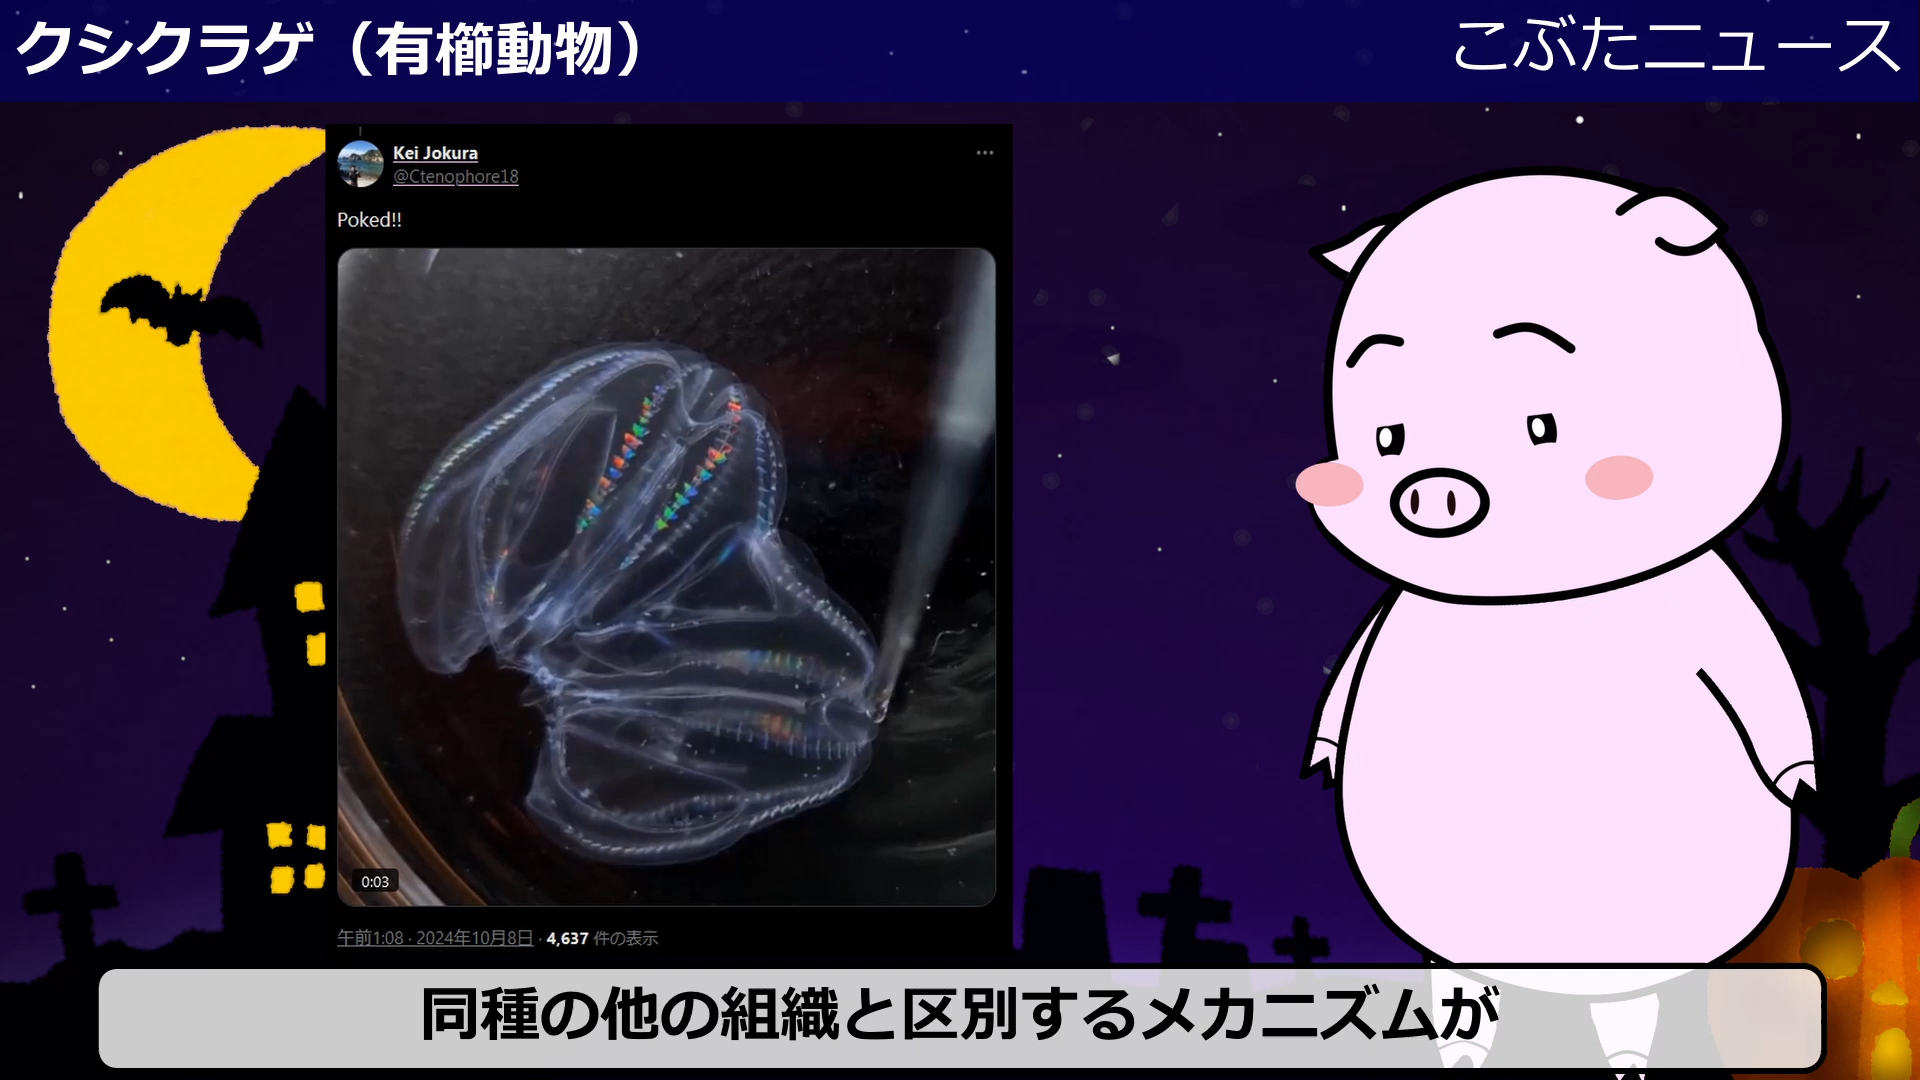 クシクラゲ（有櫛動物）
こぶたニュース
Kei Jokura
@Ctenophore18
Poked!!
0:03
午前1:08 · 2024年10月8日 · 4,637 件の表示
同種の他の組織と区別するメカニズムが